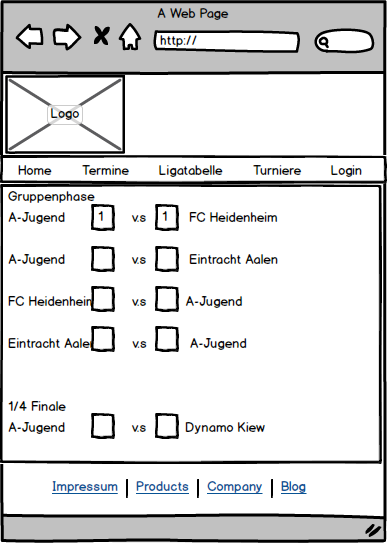 A Web Page
http://
Logo
Home Termine Ligatabelle Turniere Login
Gruppenphase
A-Jugend 1 v.s 1 FC Heidenheim
A-Jugend v.s Eintracht Aalen
FC Heidenhein v.s A-Jugend
Eintracht Aalen v.s A-Jugend
1/4 Finale
A-Jugend v.s Dynamo Kiew
Impressum | Products | Company | Blog